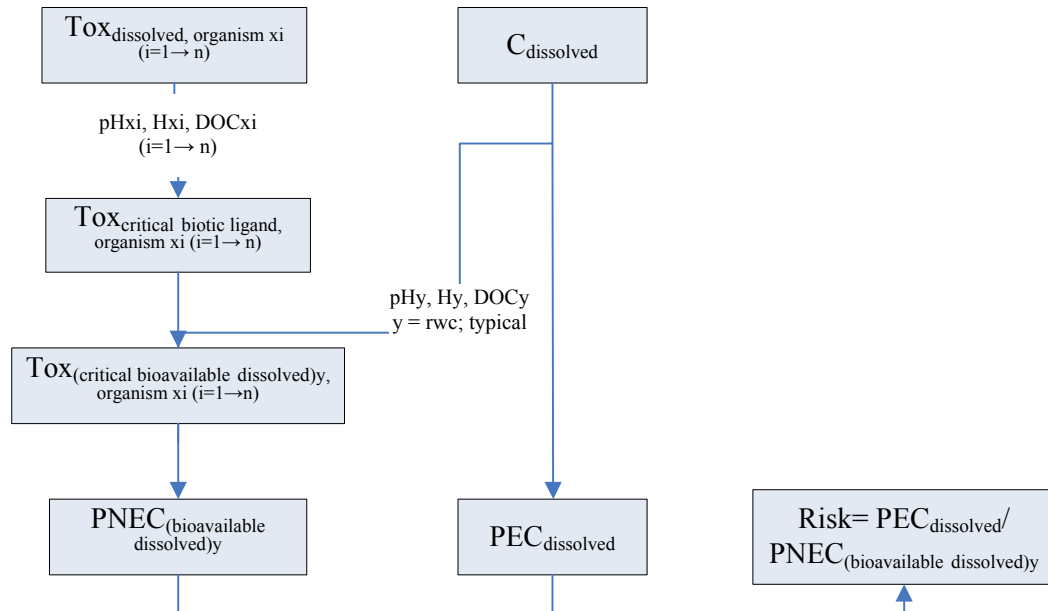 Tox dissolved, organism xi
(i=1→ n)
C dissolved
pHxi, Hxi, DOCxi
(i=1→ n)
Tox critical biotic ligand,
organism xi (i=1→ n)
pHy, Hy, DOCy
y = rwc; typical
Tox (critical bioavailable dissolved)y,
organism xi (i=1→n)
PNEC (bioavailable
dissolved)y
PEC dissolved
Risk= PEC dissolved/
PNEC (bioavailable dissolved)y